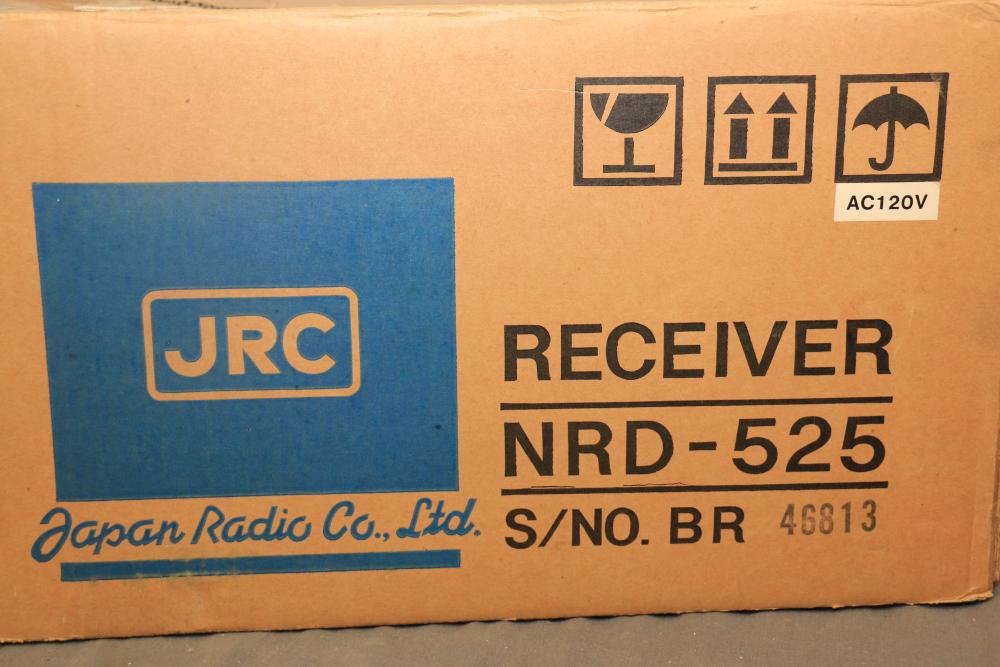 AC120V
JRC
RECEIVER
NRD-525
S/NO. BR 46813
Japan Radio Co., Ltd.